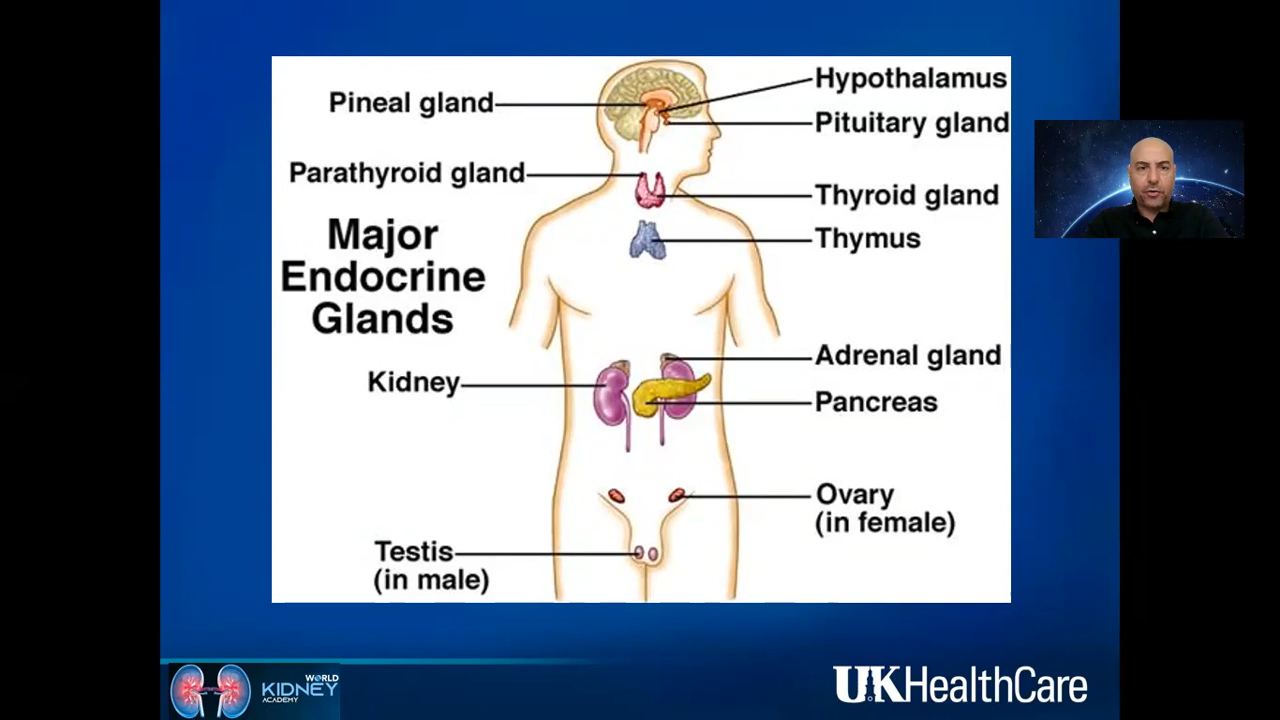 Pineal gland
Hypothalamus
Pituitary gland
Parathyroid gland
Thyroid gland
Major
Endocrine
Glands
Thymus
Adrenal gland
Kidney
Pancreas
Ovary
(in female)
Testis
(in male)
WORLD
KIDNEY
ACADEMY
UKHealthCare